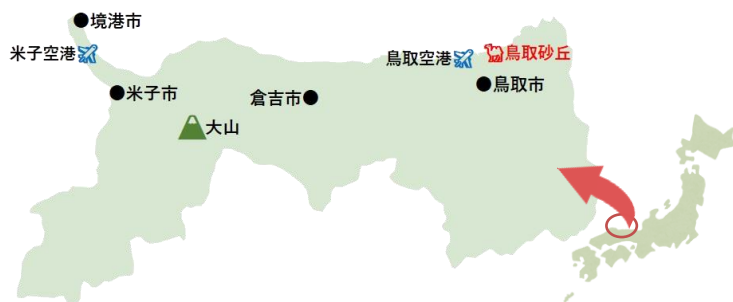 境港市
米子空港
鳥取空港
鳥取砂丘
米子市
倉吉市
鳥取市
大山